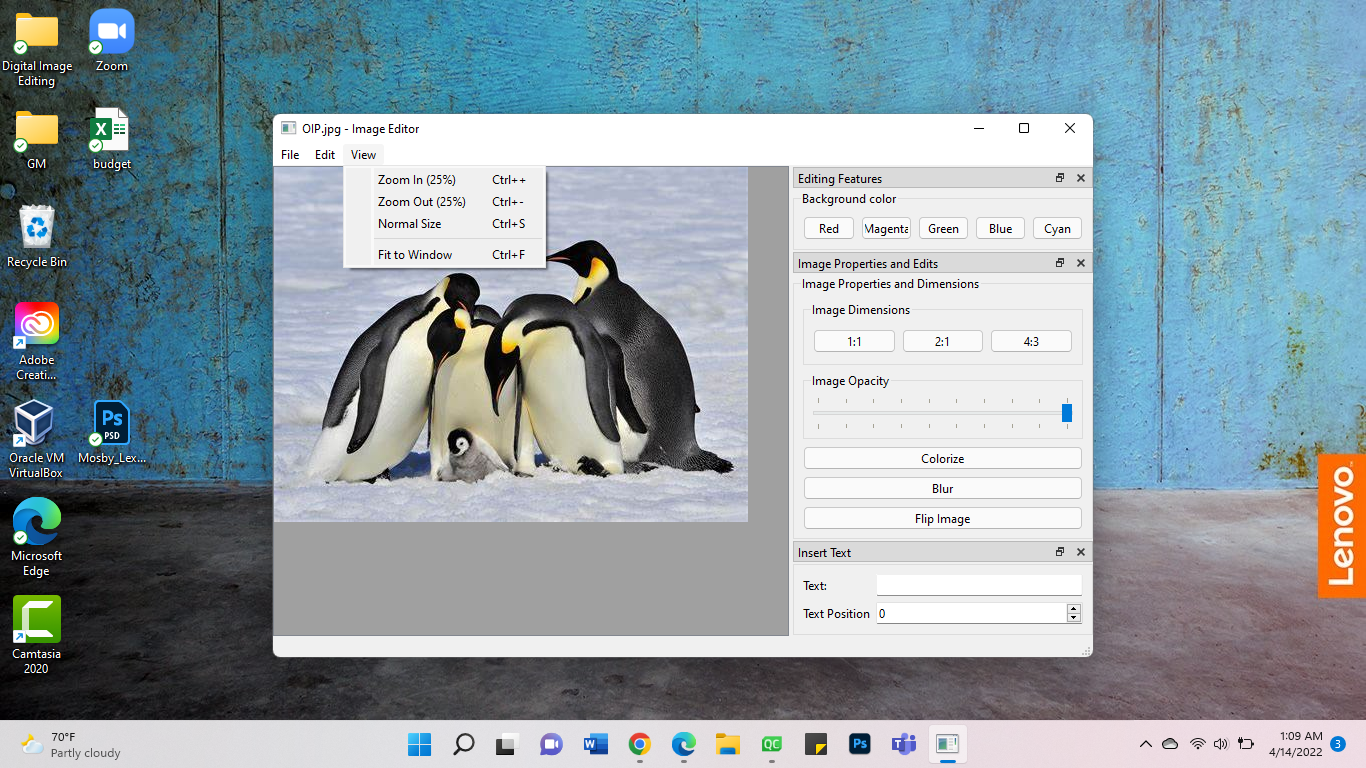 Digital Image
Editing
Zoom
GM
budget
Recycle Bin
Adobe
Creati...
Oracle VM
VirtualBox
Ps
PSD
Mosby_Lex...
Microsoft
Edge
Camtasia
2020
OIP.jpg - Image Editor
File Edit View
Zoom In (25%) Ctrl++
Zoom Out (25%) Ctrl+-
Normal Size Ctrl+S
Fit to Window Ctrl+F
Editing Features
Background color
Red Magenta Green Blue Cyan
Image Properties and Edits
Image Properties and Dimensions
Image Dimensions
1:1 2:1 4:3
Image Opacity
Colorize
Blur
Flip Image
Insert Text
Text:
Text Position 0
Lenovo
70°F
Partly cloudy
W
QC
Ps
1:09 AM
4/14/2022
3